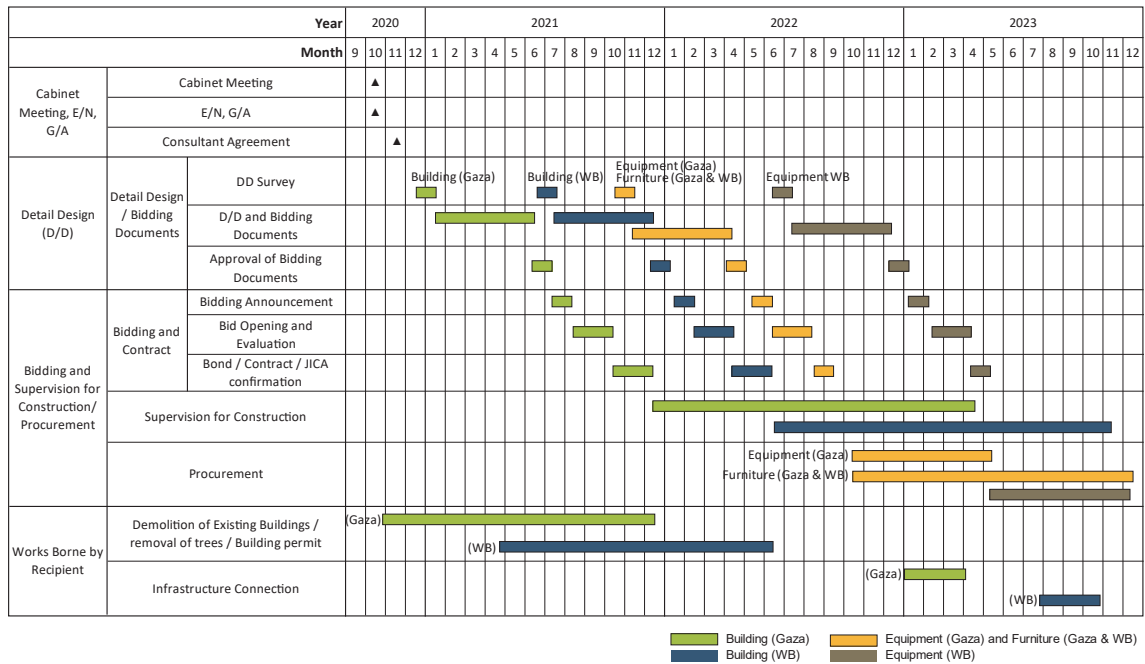 Year 2020 2021 2022 2023
Month 9 10 11 12 1 2 3 4 5 6 7 8 9 10 11 12 1 2 3 4 5 6 7 8 9 10 11 12 1 2 3 4 5 6 7 8 9 10 11 12
Cabinet
Meeting, E/N,
G/A
Cabinet Meeting ▲
E/N, G/A ▲
Consultant Agreement ▲
Detail Design
(D/D)
Detail Design
/ Bidding
Documents
DD Survey
Building (Gaza)
Building (WB)
Equipment (Gaza)
Furniture (Gaza & WB)
Equipment WB
D/D and Bidding
Documents
Approval of Bidding
Documents
Bidding and
Supervision for
Construction/
Procurement
Bidding and
Contract
Bidding Announcement
Bid Opening and
Evaluation
Bond / Contract / JICA
confirmation
Supervision for Construction
Procurement
Equipment (Gaza)
Furniture (Gaza & WB)
Works Borne by
Recipient
Demolition of Existing Buildings /
removal of trees / Building permit
(Gaza)
(WB)
Infrastructure Connection
(Gaza)
(WB)
Building (Gaza)
Building (WB)
Equipment (Gaza) and Furniture (Gaza & WB)
Equipment (WB)